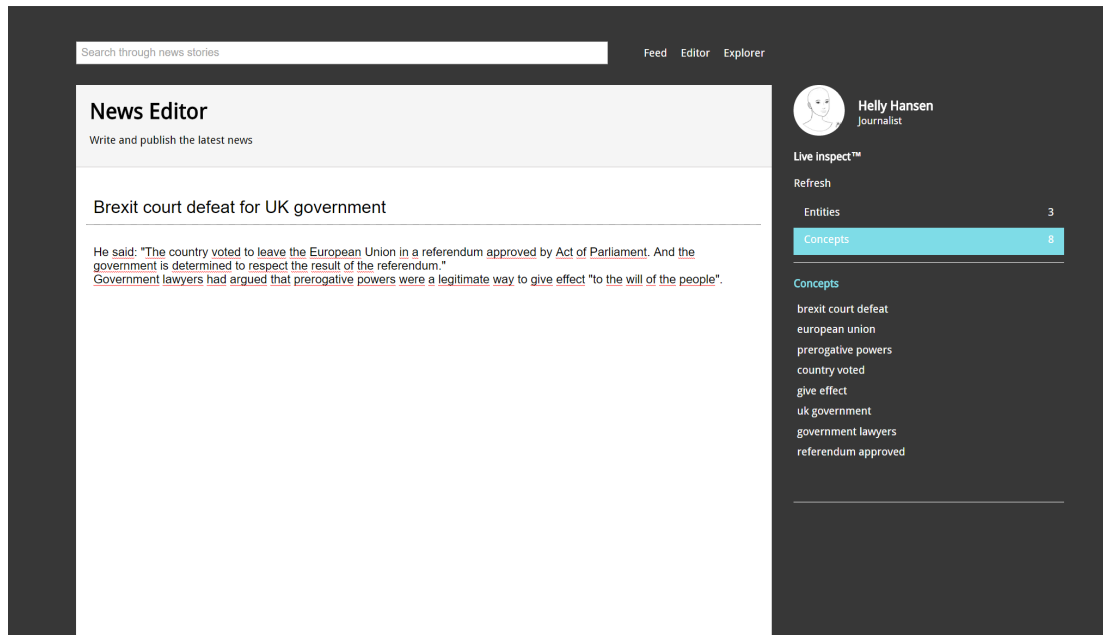 Search through news stories
Feed Editor Explorer
News Editor
Write and publish the latest news
Brexit court defeat for UK government
He said: "The country voted to leave the European Union in a referendum approved by Act of Parliament. And the
government is determined to respect the result of the referendum."
Government lawyers had argued that prerogative powers were a legitimate way to give effect "to the will of the people".
Helly Hansen
Journalist
Live inspect™
Refresh
Entities 3
Concepts 8
Concepts
brexit court defeat
european union
prerogative powers
country voted
give effect
uk government
government lawyers
referendum approved